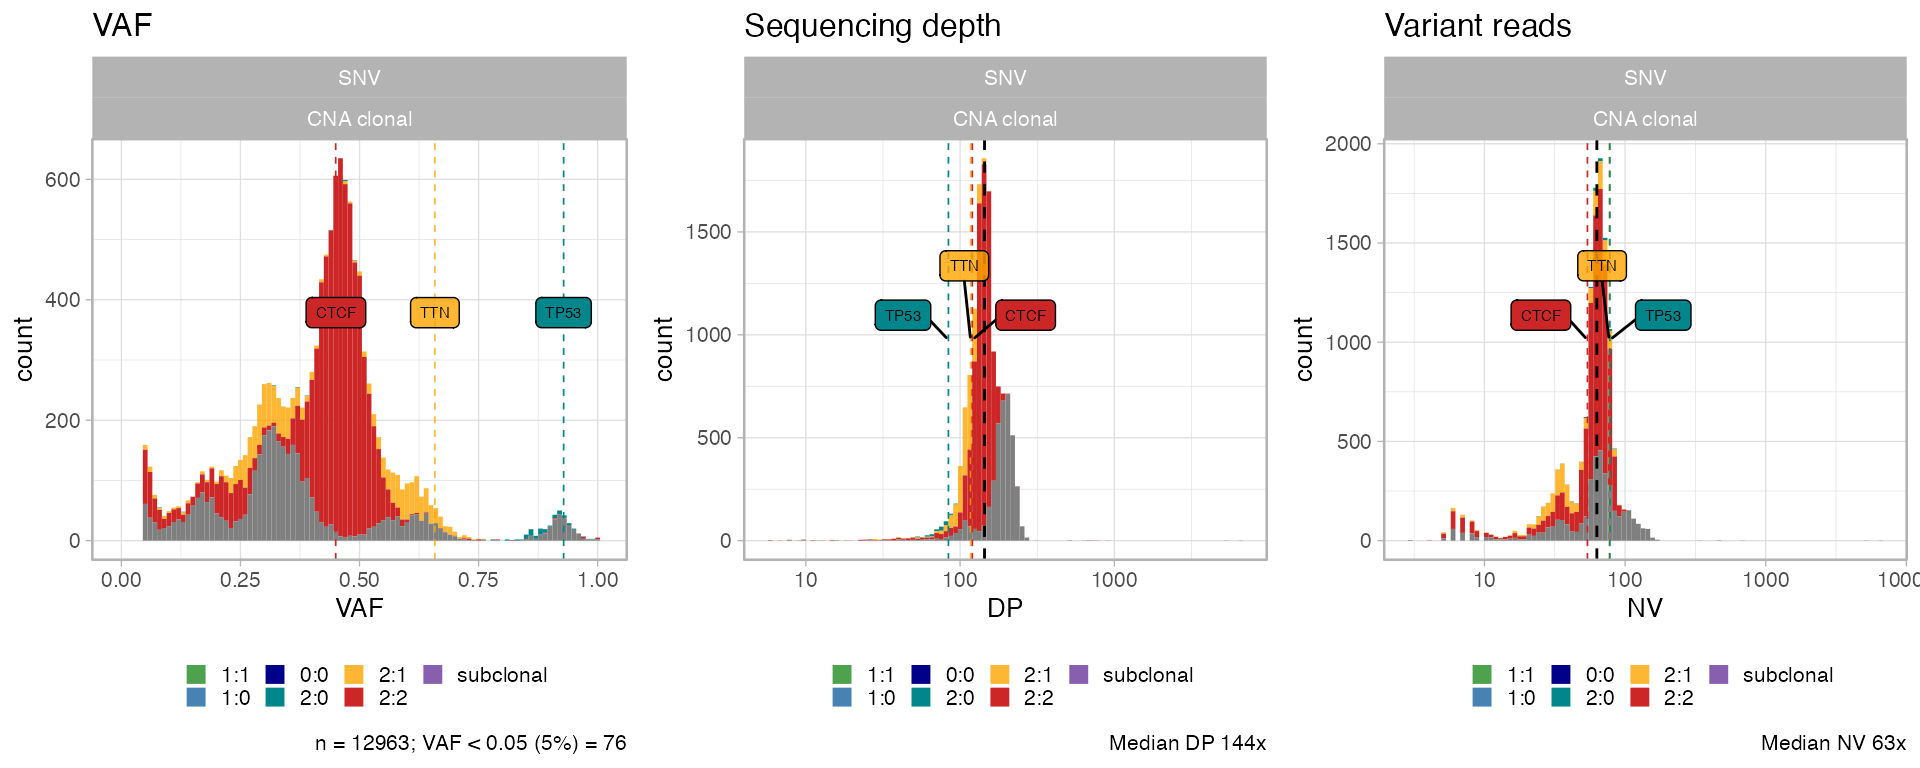 VAF
SNV
CNA clonal
600
400
200
0
count
CTCF
TTN
TP53
0.00 0.25 0.50 0.75 1.00
VAF
1:1 0:0 2:1 subclonal
1:0 2:0 2:2
n = 12963; VAF < 0.05 (5%) = 76
Sequencing depth
SNV
CNA clonal
1500
1000
500
0
count
TTN
TP53
CTCF
10 100 1000
DP
1:1 0:0 2:1 subclonal
1:0 2:0 2:2
Median DP 144x
Variant reads
SNV
CNA clonal
2000
1500
1000
500
0
count
TTN
CTCF
TP53
10 100 1000 1000
NV
1:1 0:0 2:1 subclonal
1:0 2:0 2:2
Median NV 63x